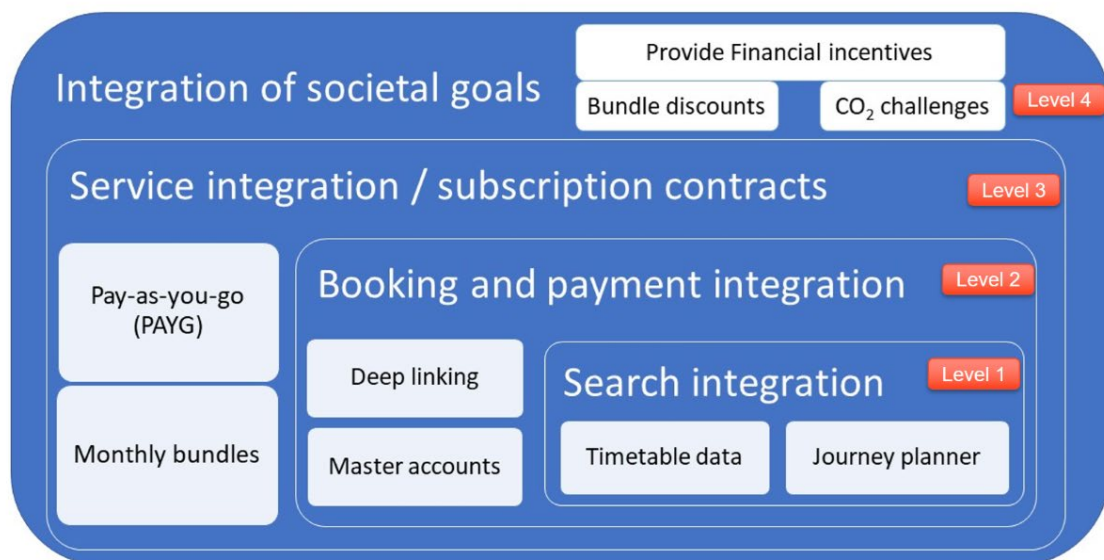 Provide Financial incentives
Integration of societal goals
Bundle discounts
CO₂ challenges
Level 4
Service integration / subscription contracts
Level 3
Pay-as-you-go
(PAYG)
Booking and payment integration
Level 2
Deep linking
Search integration
Level 1
Monthly bundles
Master accounts
Timetable data
Journey planner